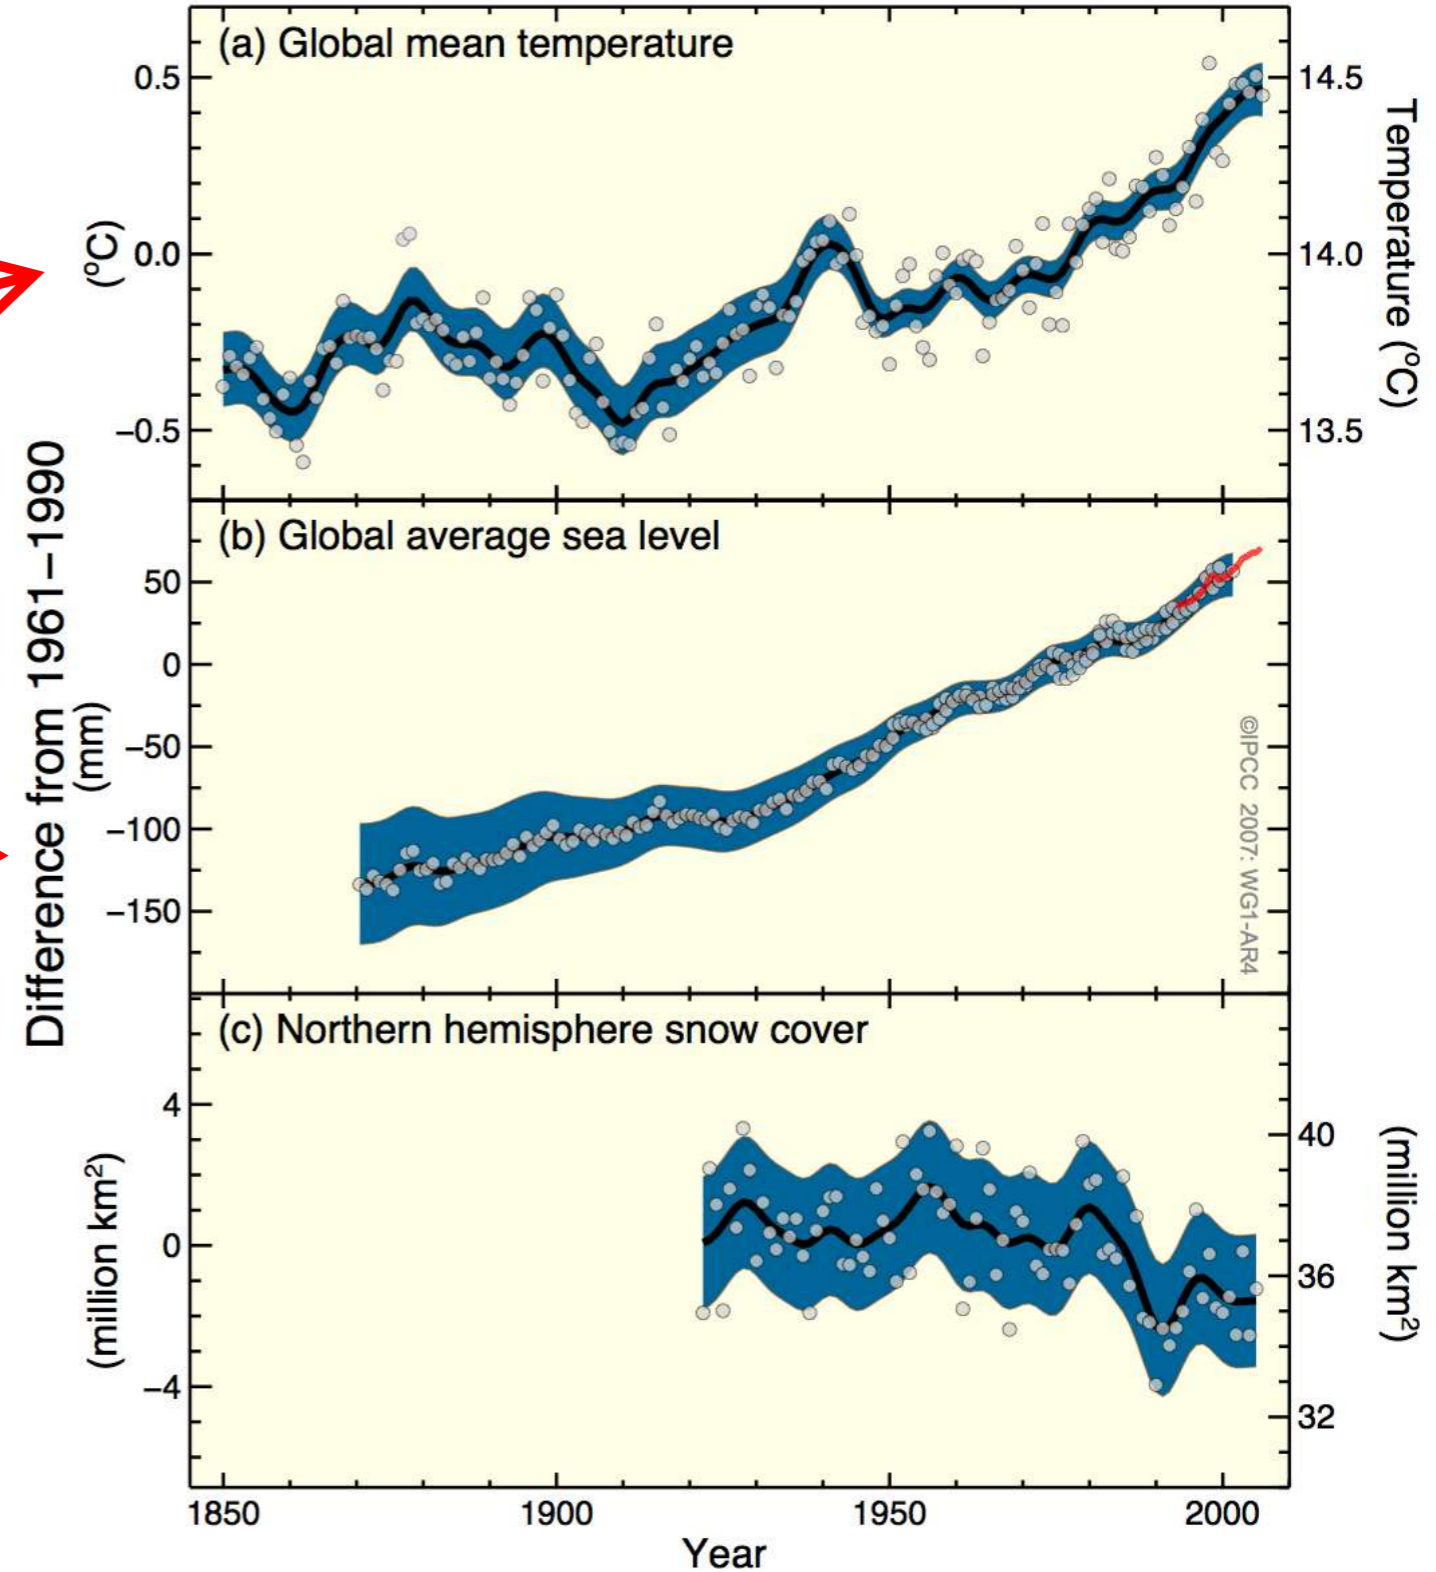 (a) Global mean temperature
0.5
0.0
−0.5
(°C)
14.5
14.0
13.5
Temperature (°C)
Difference from 1961−1990
(b) Global average sea level
50
0
−50
−100
−150
(mm)
©IPCC 2007: WG1-AR4
(c) Northern hemisphere snow cover
4
0
−4
(million km²)
40
36
32
(million km²)
1850 1900 1950 2000
Year